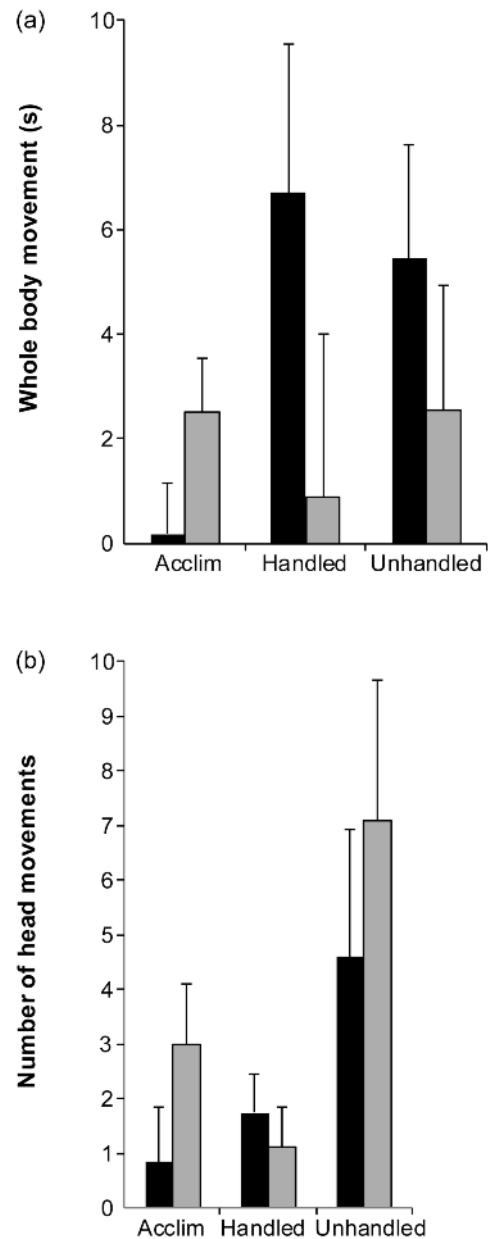 (a)
Whole body movement (s)
10
8
6
4
2
0
Acclim Handled Unhandled
(b)
Number of head movements
10
9
8
7
6
5
4
3
2
1
0
Acclim Handled Unhandled